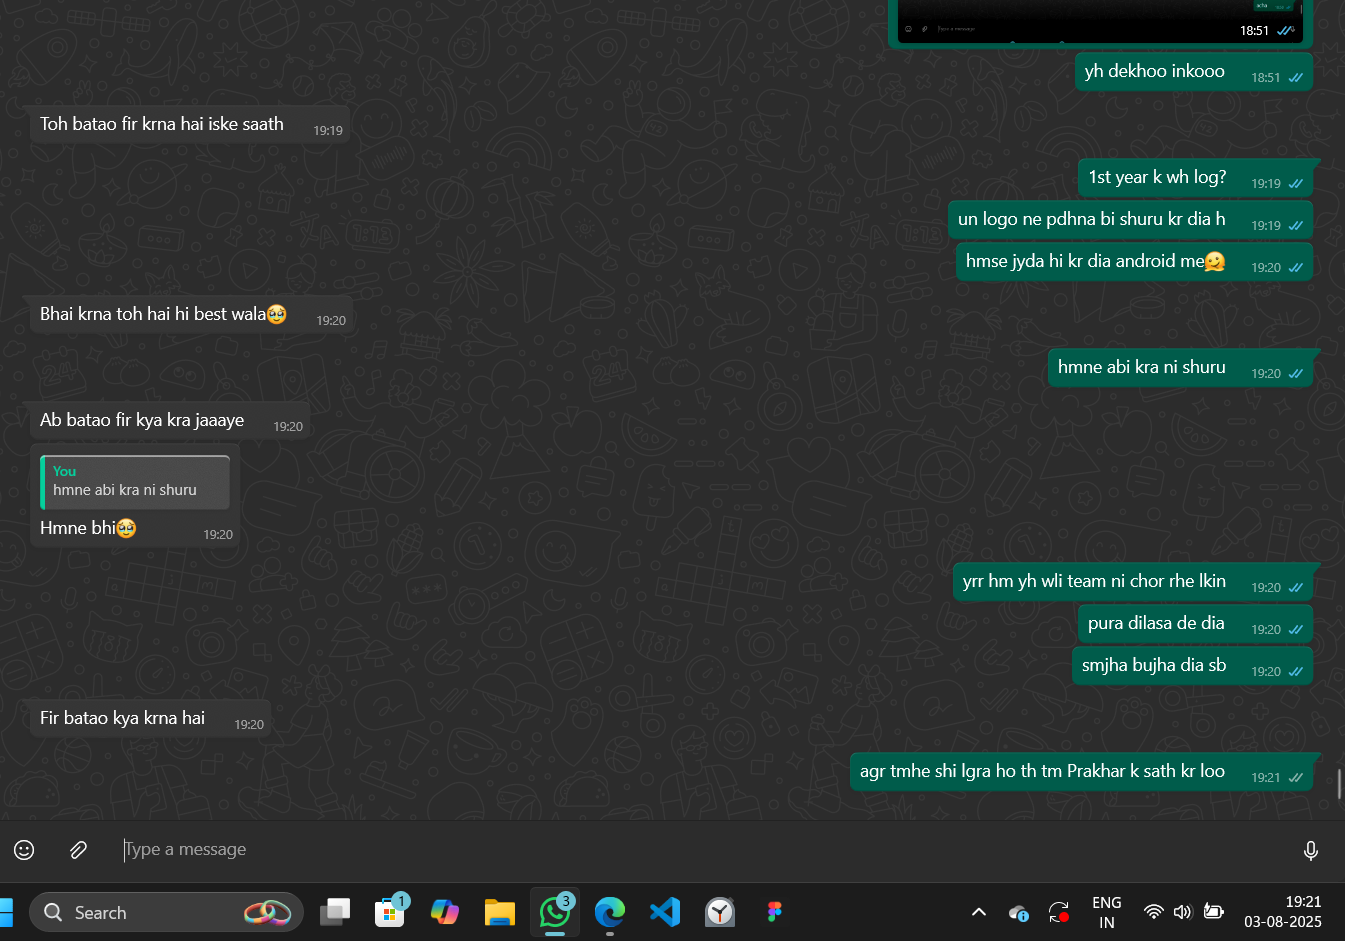 acha
Type a message
18:51
yh dekhoo inkooo 18:51
Toh batao fir krna hai iske saath 19:19
1st year k wh log? 19:19
un logo ne pdhna bi shuru kr dia h 19:19
hmse jyda hi kr dia android me🫠 19:20
Bhai krna toh hai hi best wala🥹 19:20
hmne abi kra ni shuru 19:20
Ab batao fir kya kra jaaaye 19:20
You
hmne abi kra ni shuru
Hmne bhi🥹 19:20
yrr hm yh wli team ni chor rhe lkin 19:20
pura dilasa de dia 19:20
smjha bujha dia sb 19:20
Fir batao kya krna hai 19:20
agr tmhe shi lgra ho th tm Prakhar k sath kr loo 19:21
Type a message
Search
1
3
ENG
IN
19:21
03-08-2025